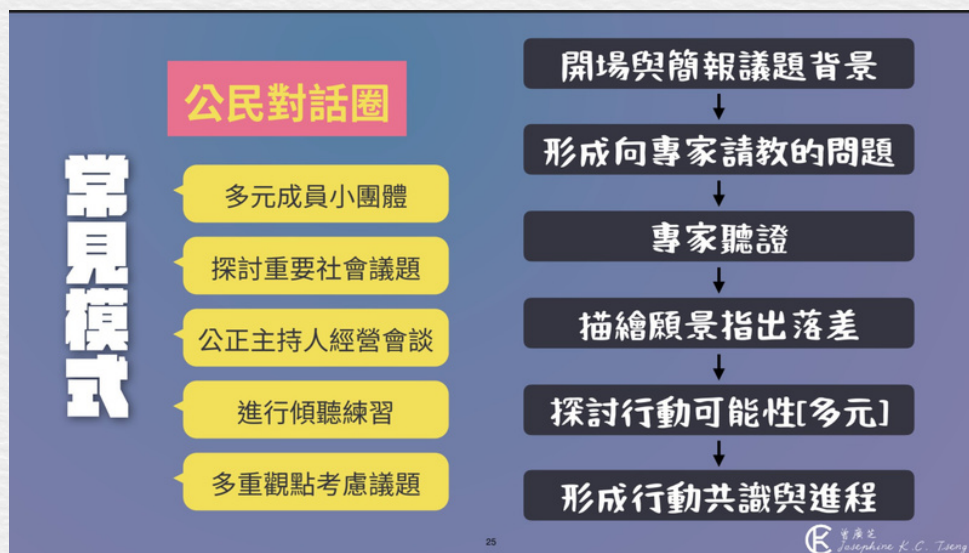 常見模式
公民對話圈
多元成員小團體
探討重要社會議題
公正主持人經營會談
進行傾聽練習
多重觀點考慮議題
開場與簡報議題背景
形成向專家請教的問題
專家聽證
描繪願景指出落差
探討行動可能性[多元]
形成行動共識與進程
25
曾廣芝
Josephine K.C. Tseng